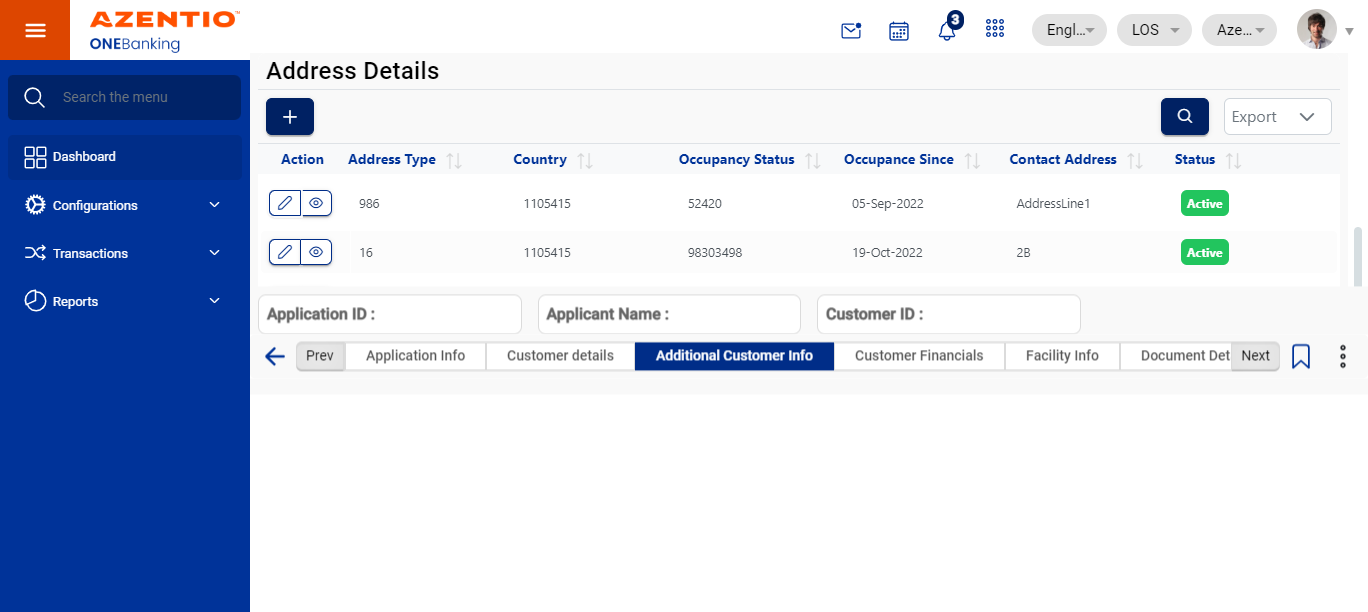 AZENTIO™
ONEBanking
3
Engl...
LOS
Aze...
Search the menu
Dashboard
Configurations
Transactions
Reports
Address Details
+
Export
Action Address Type Country Occupancy Status Occupance Since Contact Address Status
986 1105415 52420 05-Sep-2022 AddressLine1 Active
16 1105415 98303498 19-Oct-2022 2B Active
Application ID : Applicant Name : Customer ID :
Prev Application Info Customer details Additional Customer Info Customer Financials Facility Info Document Det Next